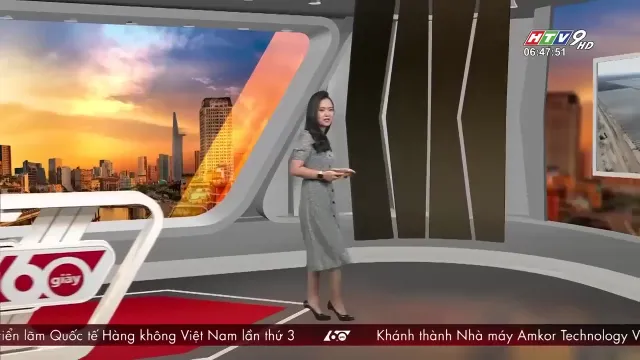 HTV9 HD
06:47:51
60
giây
iển lãm Quốc tế Hàng không Việt Nam lần thứ 3 60 Khánh thành Nhà máy Amkor Technology V